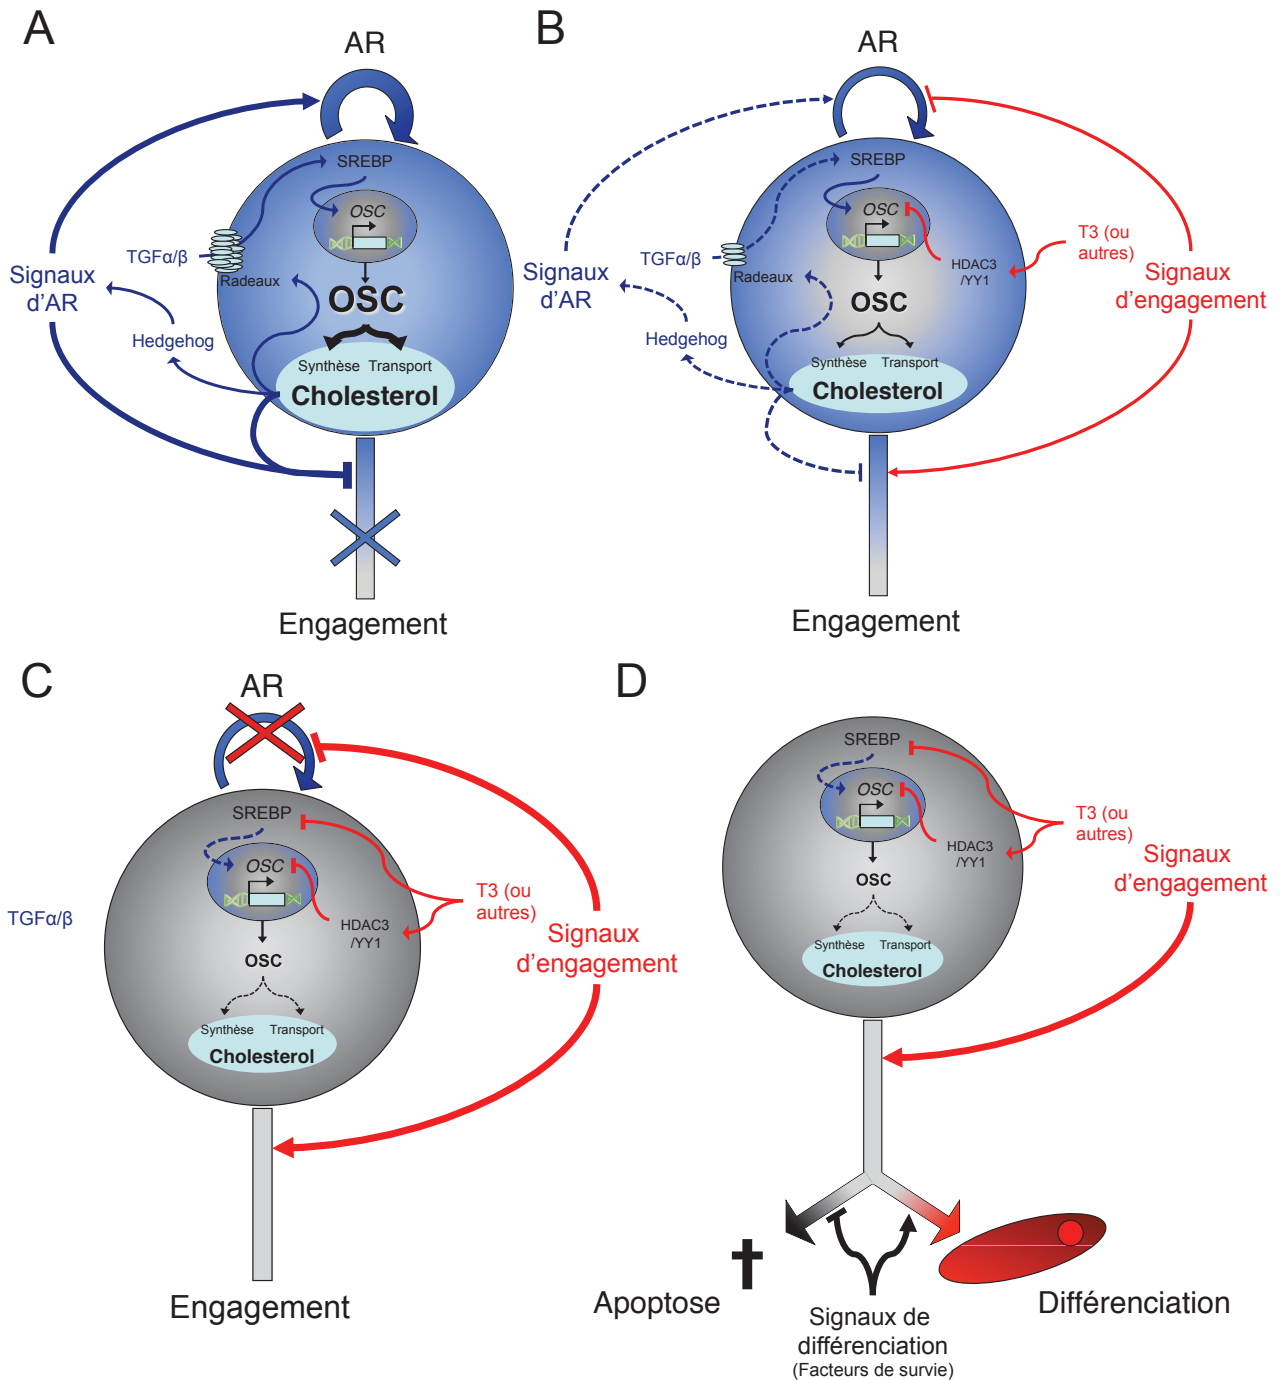 A
AR
SREBP
OSC
TGFα/β
Radeaux
Signaux
d'AR
OSC
Hedgehog
Synthèse Transport
Cholesterol
Engagement
B
AR
SREBP
OSC
T3 (ou
autres)
TGFα/β
Radeaux
HDAC3
/YY1
Signaux
d'AR
Signaux
d'engagement
OSC
Hedgehog
Synthèse Transport
Cholesterol
Engagement
C
AR
SREBP
OSC
T3 (ou
autres)
TGFα/β
HDAC3
/YY1
Signaux
d'engagement
OSC
Synthèse Transport
Cholesterol
Engagement
D
SREBP
OSC
T3 (ou
autres)
HDAC3
/YY1
Signaux
d'engagement
OSC
Synthèse Transport
Cholesterol
Apoptose
Différenciation
Signaux de
différenciation
(Facteurs de survie)